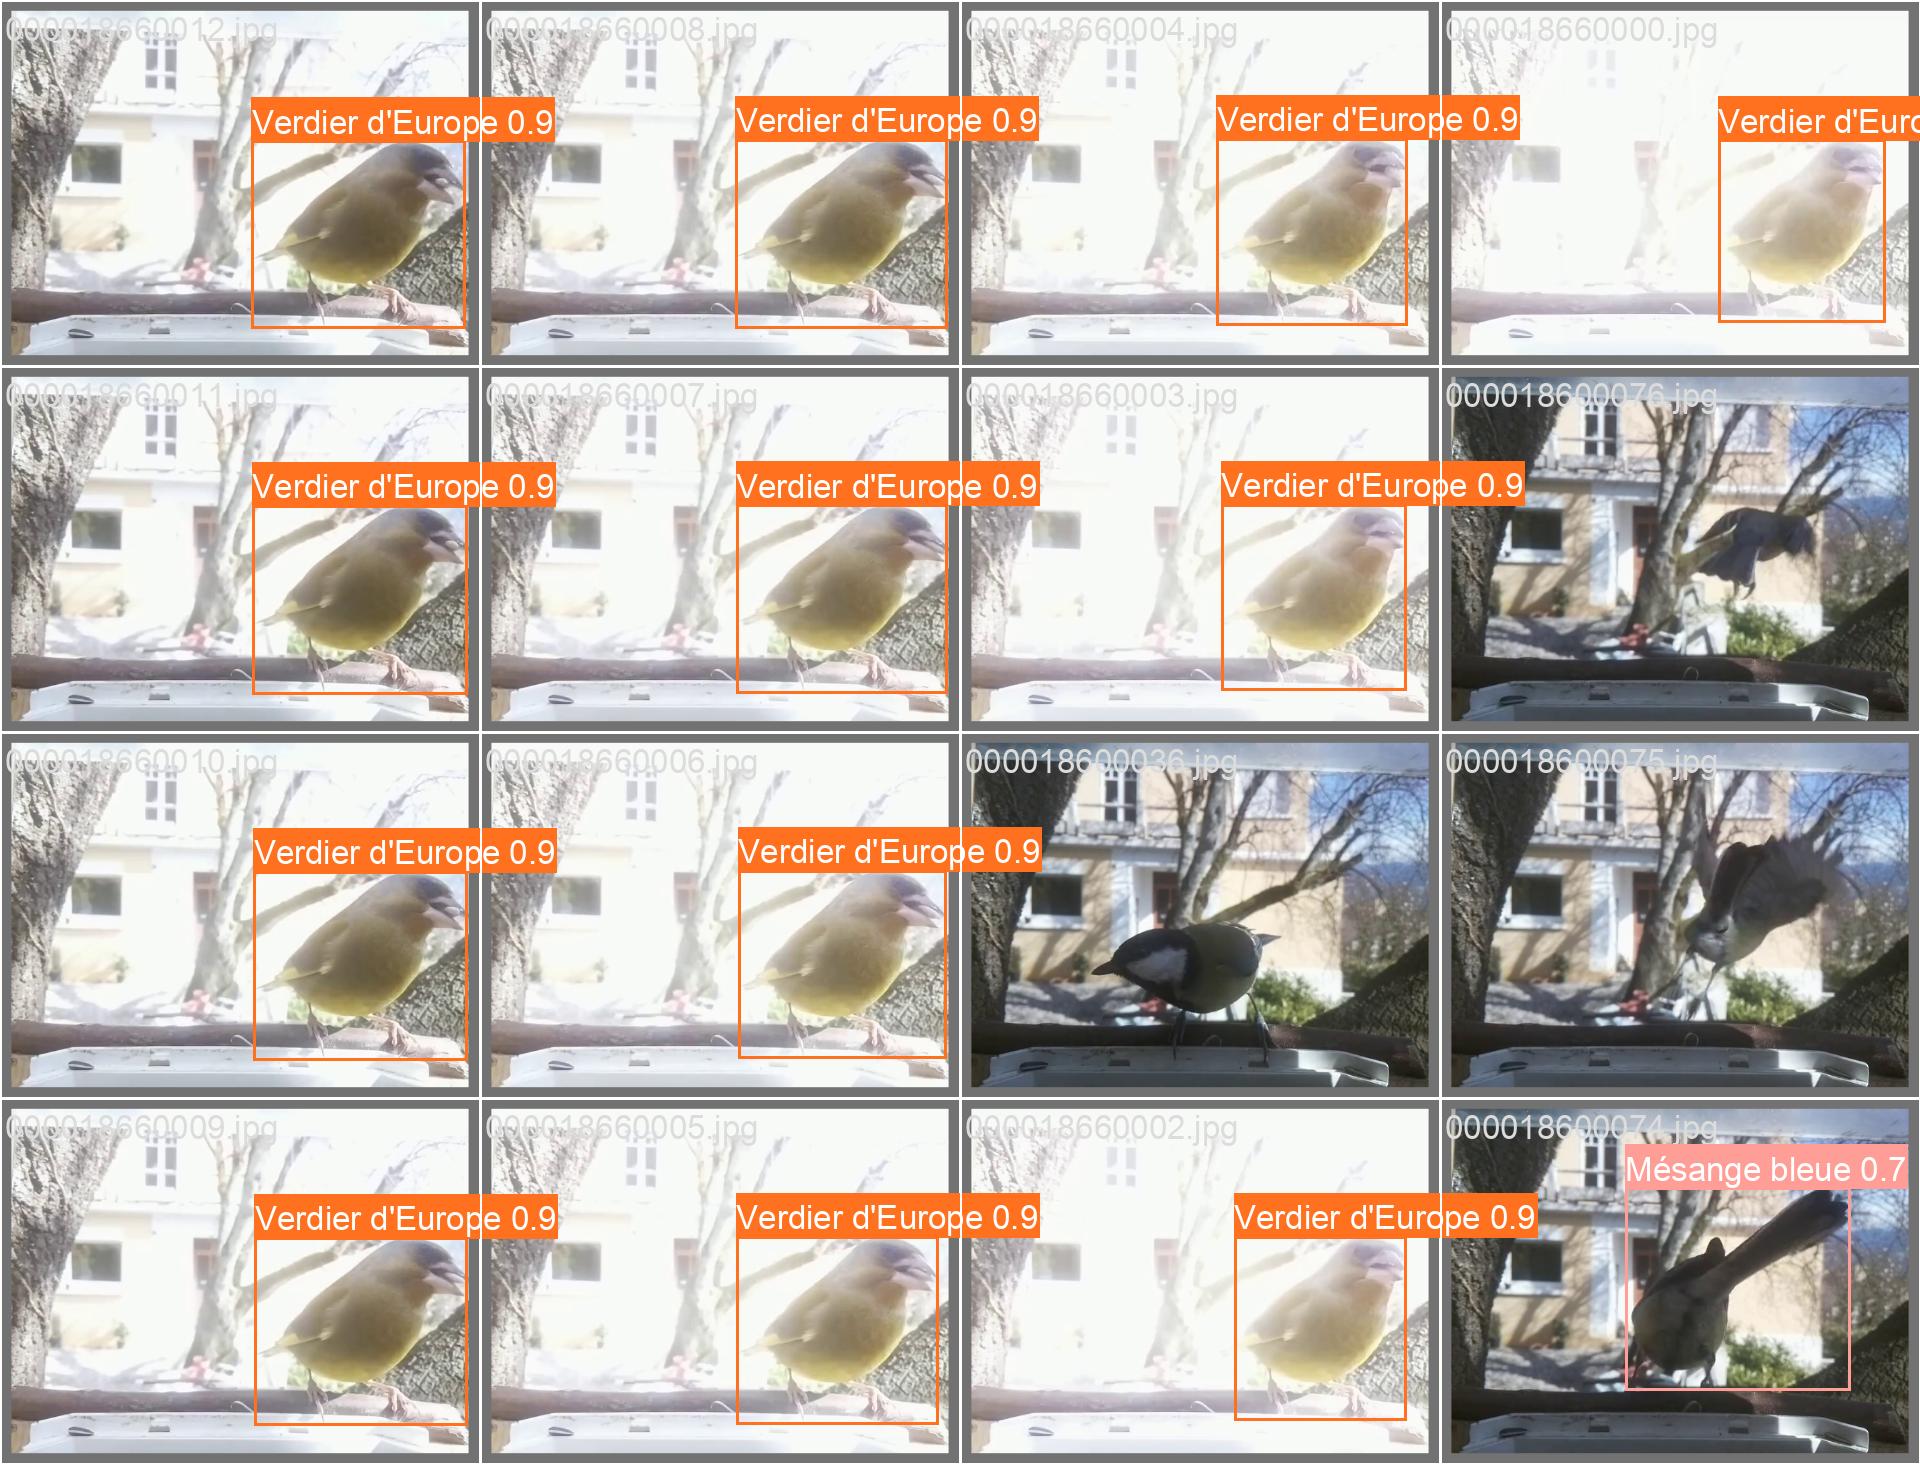 000018660012.jpg
Verdier d'Europe 0.9
000018660008.jpg
Verdier d'Europe 0.9
000018660004.jpg
Verdier d'Europe 0.9
000018660000.jpg
Verdier d'Euro
000018660011.jpg
Verdier d'Europe 0.9
000018660007.jpg
Verdier d'Europe 0.9
000018660003.jpg
Verdier d'Europe 0.9
000018600076.jpg
000018660010.jpg
Verdier d'Europe 0.9
000018660006.jpg
Verdier d'Europe 0.9
000018600036.jpg
000018600075.jpg
000018660009.jpg
Verdier d'Europe 0.9
000018660005.jpg
Verdier d'Europe 0.9
000018660002.jpg
Verdier d'Europe 0.9
000018600074.jpg
Mésange bleue 0.7